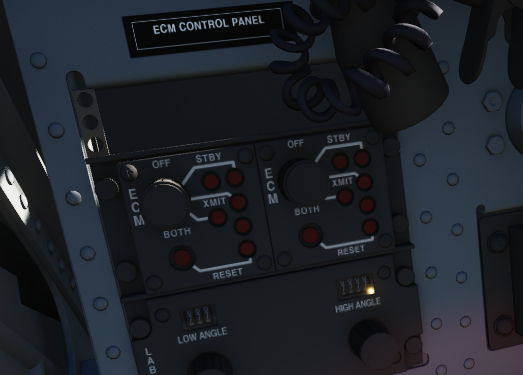 ECM CONTROL PANEL
OFF
STBY
ECM
XMIT
BOTH
RESET
OFF
STBY
ECM
XMIT
BOTH
RESET
LOW ANGLE
HIGH ANGLE
LAB